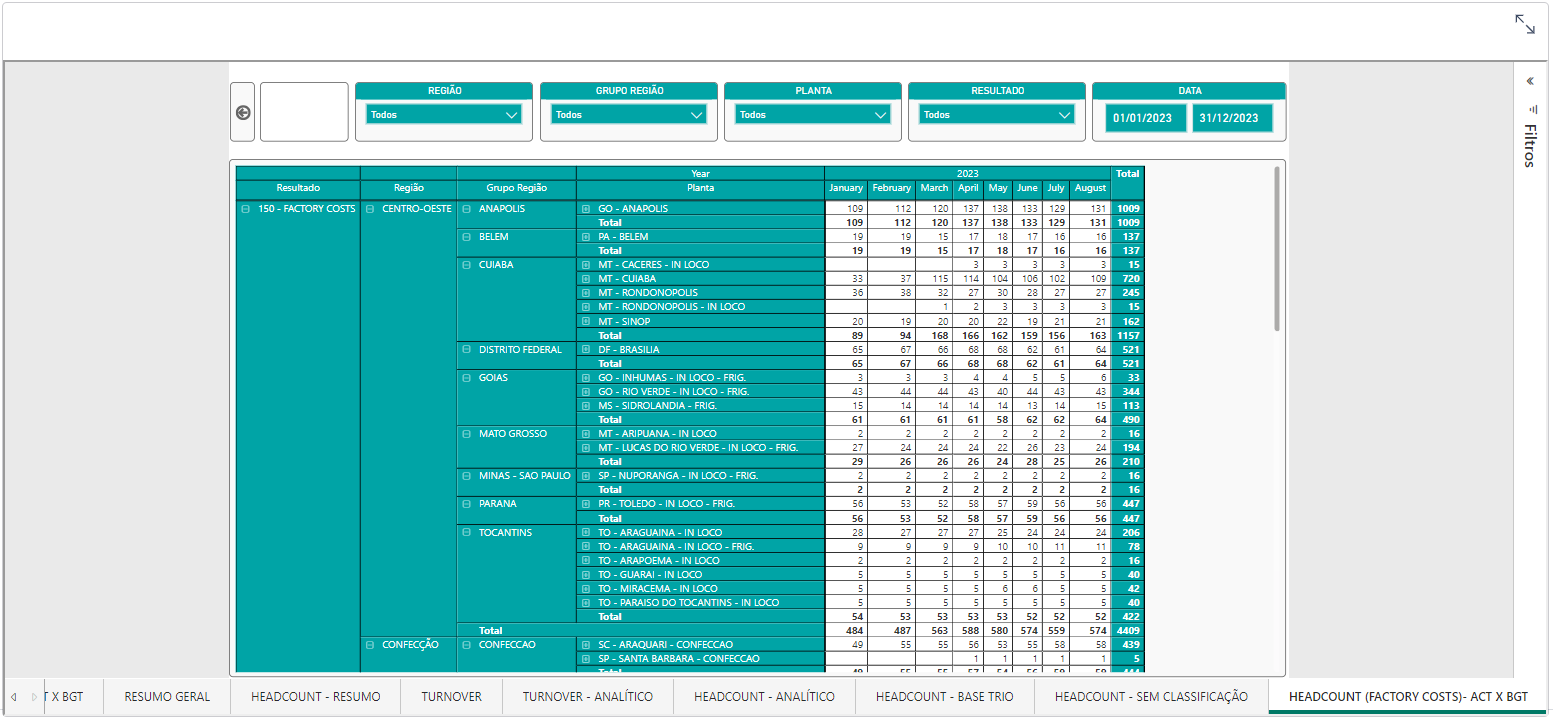 REGIÃO GRUPO REGIÃO PLANTA RESULTADO DATA
Todos Todos Todos Todos 01/01/2023 31/12/2023
Filtros
Year 2023 Total
Resultado Região Grupo Região Planta January February March April May June July August
150 - FACTORY COSTS CENTRO-OESTE ANAPOLIS GO - ANAPOLIS 109 112 120 137 138 133 129 131 1009
Total 109 112 120 137 138 133 129 131 1009
BELEM PA - BELEM 19 19 15 17 18 17 16 16 137
Total 19 19 15 17 18 17 16 16 137
CUIABA MT - CACERES - IN LOCO 3 3 3 3 3 15
MT - CUIABA 33 37 115 114 104 106 102 109 720
MT - RONDONOPOLIS 36 38 32 27 30 28 27 27 245
MT - RONDONOPOLIS - IN LOCO 1 2 3 3 3 3 15
MT - SINOP 20 19 20 20 22 19 21 21 162
Total 89 94 168 166 162 159 156 163 1157
DISTRITO FEDERAL DF - BRASILIA 65 67 66 68 68 62 61 64 521
Total 65 67 66 68 68 62 61 64 521
GOIAS GO - INHUMAS - IN LOCO - FRIG. 3 3 3 4 4 5 5 6 33
GO - RIO VERDE - IN LOCO - FRIG. 43 44 44 43 40 44 43 43 344
MS - SIDROLANDIA - FRIG. 15 14 14 14 14 13 14 15 113
Total 61 61 61 61 58 62 62 64 490
MATO GROSSO MT - ARIPUANA - IN LOCO 2 2 2 2 2 2 2 2 16
MT - LUCAS DO RIO VERDE - IN LOCO - FRIG. 27 24 24 24 22 26 23 24 194
Total 29 26 26 26 24 28 25 26 210
MINAS - SAO PAULO SP - NUPORANGA - IN LOCO - FRIG. 2 2 2 2 2 2 2 2 16
Total 2 2 2 2 2 2 2 2 16
PARANA PR - TOLEDO - IN LOCO - FRIG. 56 53 52 58 57 59 56 56 447
Total 56 53 52 58 57 59 56 56 447
TOCANTINS TO - ARAGUAINA - IN LOCO 28 27 27 27 25 24 24 24 206
TO - ARAGUAINA - IN LOCO - FRIG. 9 9 9 9 10 10 11 11 78
TO - ARAPOEMA - IN LOCO 2 2 2 2 2 2 2 2 16
TO - GUARAI - IN LOCO 5 5 5 5 5 5 5 5 40
TO - MIRACEMA - IN LOCO 5 5 5 5 6 6 5 5 42
TO - PARAISO DO TOCANTINS - IN LOCO 5 5 5 5 5 5 5 5 40
Total 54 53 53 53 53 52 52 52 422
Total 484 487 563 588 580 574 559 574 4409
CONFECÇÃO CONFECCAO SC - ARAQUARI - CONFECCAO 49 55 55 56 53 55 58 58 439
SP - SANTA BARBARA - CONFECCAO 1 1 1 1 1 5
T X BGT RESUMO GERAL HEADCOUNT - RESUMO TURNOVER TURNOVER - ANALÍTICO HEADCOUNT - ANALÍTICO HEADCOUNT - BASE TRIO HEADCOUNT - SEM CLASSIFICAÇÃO HEADCOUNT (FACTORY COSTS)- ACT X BGT